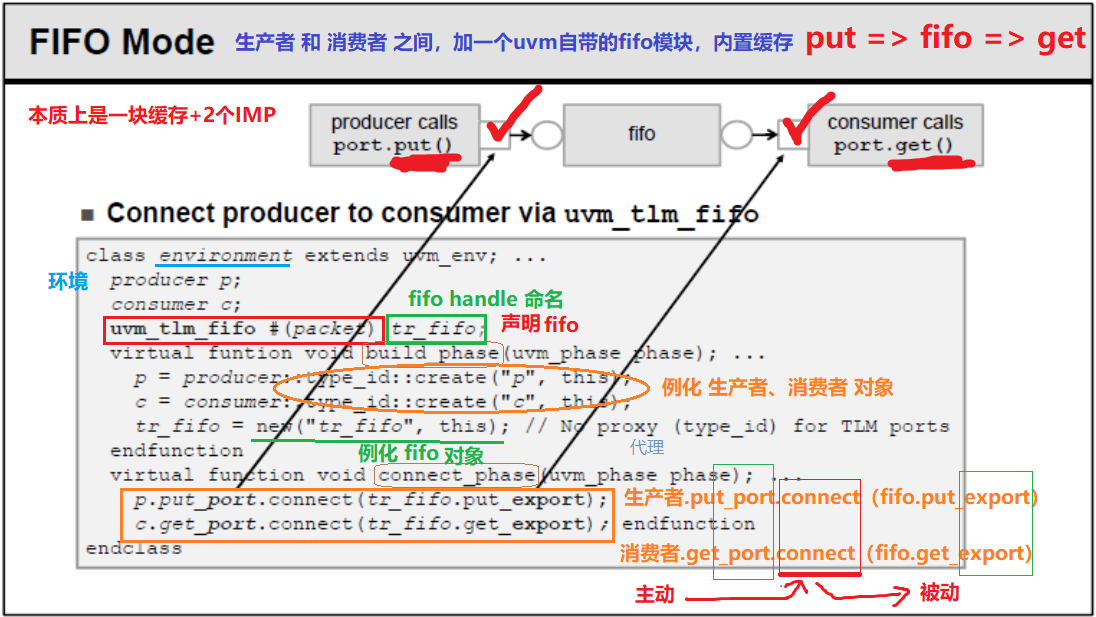 FIFO Mode 生产者 和 消费者 之间，加一个uvm自带的fifo模块，内置缓存 put => fifo => get
本质上是一块缓存+2个IMP
producer calls
port.put()
fifo
consumer calls
port.get()
■ Connect producer to consumer via uvm_tlm_fifo
class environment extends uvm_env; ...
环境
producer p;
consumer c;
fifo handle 命名
uvm_tlm_fifo #(packet) tr_fifo; 声明 fifo
virtual funtion void build_phase(uvm_phase phase); ...
p = producer::type_id::create("p", this);
例化 生产者、消费者 对象
c = consumer::type_id::create("c", this);
tr_fifo = new("tr_fifo", this); // No proxy (type_id) for TLM ports
endfunction
例化 fifo 对象
代理
virtual function void connect_phase(uvm_phase phase); ...
p.put_port.connect(tr_fifo.put_export);
生产者.put_port.connect（fifo.put_export）
c.get_port.connect(tr_fifo.get_export); endfunction
endclass
消费者.get_port.connect（fifo.get_export）
主动
被动